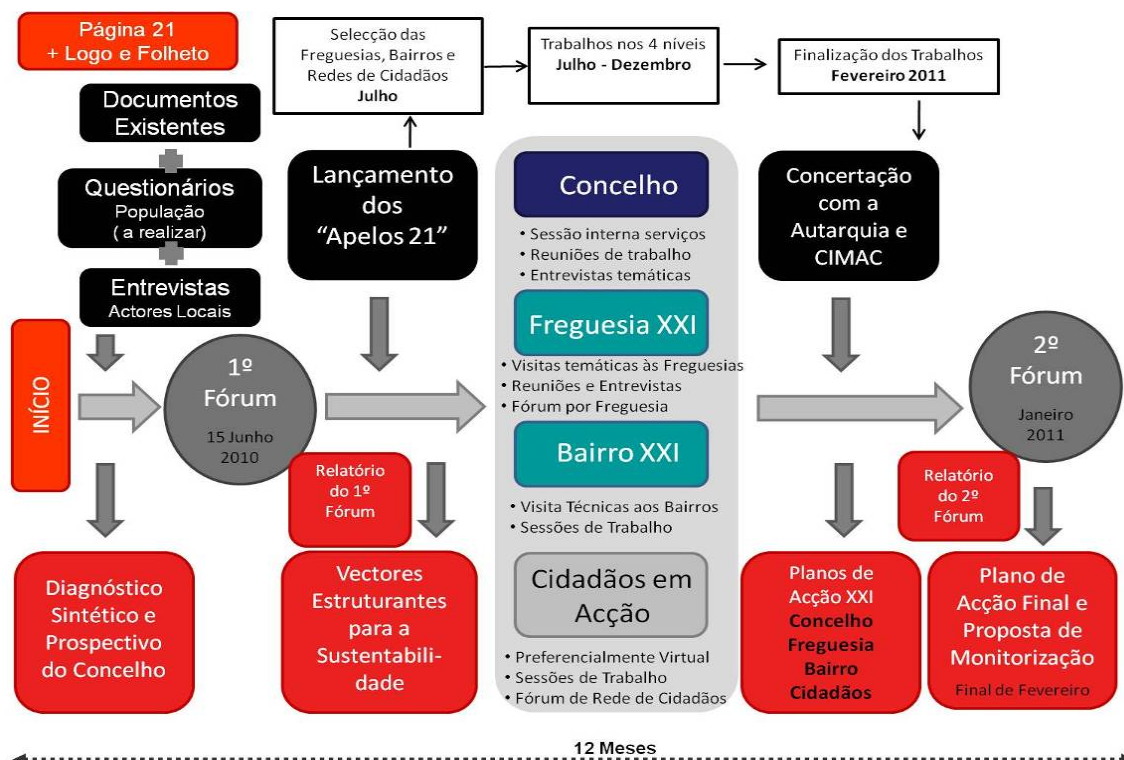 Página 21
+ Logo e Folheto
Documentos
Existentes
Questionários
População
( a realizar)
Entrevistas
Actores Locais
INÍCIO
1º
Fórum
15 Junho
2010
Diagnóstico
Sintético e
Prospectivo
do Concelho
Selecção das
Freguesias, Bairros e
Redes de Cidadãos
Julho
Lançamento
dos
“Apelos 21”
Relatório
do 1º
Fórum
Vectores
Estruturantes
para a
Sustentabili-
dade
Trabalhos nos 4 níveis
Julho - Dezembro
Concelho
• Sessão interna serviços
• Reuniões de trabalho
• Entrevistas temáticas
Freguesia XXI
• Visitas temáticas às Freguesias
• Reuniões e Entrevistas
• Fórum por Freguesia
Bairro XXI
• Visita Técnicas aos Bairros
• Sessões de Trabalho
Cidadãos em
Acção
• Preferencialmente Virtual
• Sessões de Trabalho
• Fórum de Rede de Cidadãos
Finalização dos Trabalhos
Fevereiro 2011
Concertação
com a
Autarquia e
CIMAC
Planos de
Acção XXI
Concelho
Freguesia
Bairro
Cidadãos
2º
Fórum
Janeiro
2011
Relatório
do 2º
Fórum
Plano de
Acção Final e
Proposta de
Monitorização
Final de Fevereiro
12 Meses